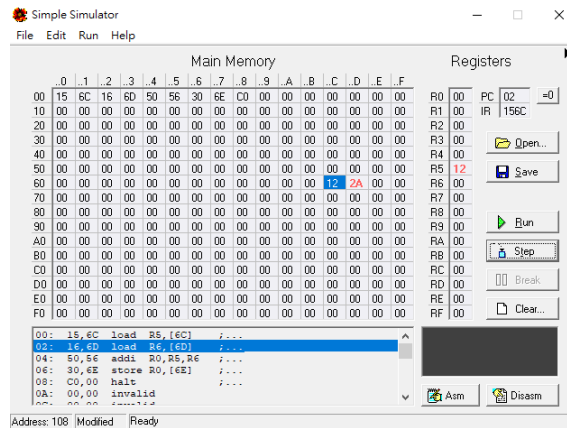 Simple Simulator
File Edit Run Help
Main Memory Registers
..0 ..1 ..2 ..3 ..4 ..5 ..6 ..7 ..8 ..9 ..A ..B ..C ..D ..E ..F
00 15 6C 16 6D 50 56 30 6E C0 00 00 00 00 00 00 00 R0 00 PC 02 =0
10 00 00 00 00 00 00 00 00 00 00 00 00 00 00 00 00 R1 00 IR 156C
20 00 00 00 00 00 00 00 00 00 00 00 00 00 00 00 00 R2 00
30 00 00 00 00 00 00 00 00 00 00 00 00 00 00 00 00 R3 00 Open...
40 00 00 00 00 00 00 00 00 00 00 00 00 00 00 00 00 R4 00
50 00 00 00 00 00 00 00 00 00 00 00 00 00 00 00 00 R5 12 Save
60 00 00 00 00 00 00 00 00 00 00 00 00 12 2A 00 00 R6 00
70 00 00 00 00 00 00 00 00 00 00 00 00 00 00 00 00 R7 00
80 00 00 00 00 00 00 00 00 00 00 00 00 00 00 00 00 R8 00
90 00 00 00 00 00 00 00 00 00 00 00 00 00 00 00 00 R9 00 Run
A0 00 00 00 00 00 00 00 00 00 00 00 00 00 00 00 00 RA 00
B0 00 00 00 00 00 00 00 00 00 00 00 00 00 00 00 00 RB 00 Step
C0 00 00 00 00 00 00 00 00 00 00 00 00 00 00 00 00 RC 00
D0 00 00 00 00 00 00 00 00 00 00 00 00 00 00 00 00 RD 00 Break
E0 00 00 00 00 00 00 00 00 00 00 00 00 00 00 00 00 RE 00
F0 00 00 00 00 00 00 00 00 00 00 00 00 00 00 00 00 RF 00 Clear...
00: 15,6C load R5,[6C] ;...
02: 16,6D load R6,[6D] ;...
04: 50,56 addi R0,R5,R6 ;...
06: 30,6E store R0,[6E] ;...
08: C0,00 halt ;...
0A: 00,00 invalid
Asm Disasm
Address: 108 Modified Ready